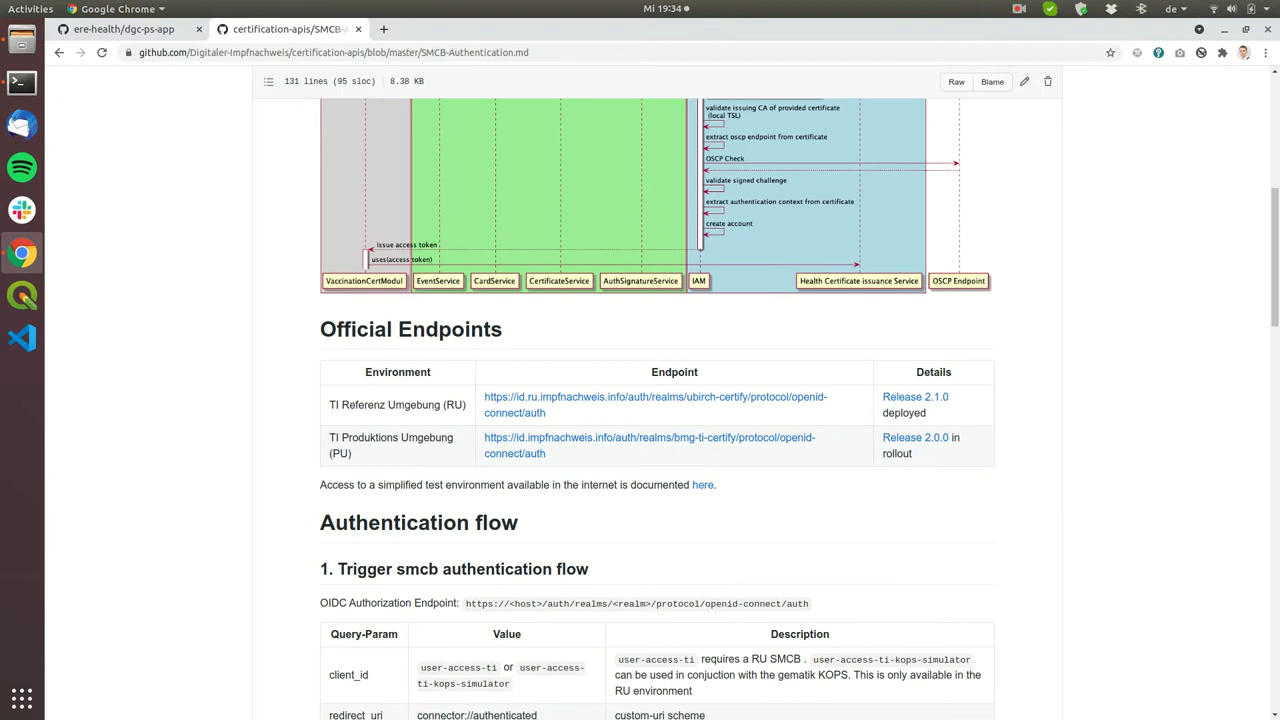 Activities
Google Chrome
Mi 19:34
de
ere-health/dgc-ps-app
certification-apis/SMCB-A
github.com/Digitaler-Impfnachweis/certification-apis/blob/master/SMCB-Authentication.md
131 lines (95 sloc)
8.38 KB
Raw
Blame
validate issuing CA of provided certificate
(local TSL)
extract oscp endpoint from certificate
OSCP Check
validate signed challenge
extract authentication context from certificate
create account
issue access token
uses(access token)
VaccinationCertModul
EventService
CardService
CertificateService
AuthSignatureService
IAM
Health Certificate issuance Service
OSCP Endpoint
Official Endpoints
Environment
Endpoint
Details
TI Referenz Umgebung (RU)
https://id.ru.impfnachweis.info/auth/realms/ubirch-certify/protocol/openid-
connect/auth
Release 2.1.0
deployed
TI Produktions Umgebung
(PU)
https://id.impfnachweis.info/auth/realms/bmg-ti-certify/protocol/openid-
connect/auth
Release 2.0.0 in
rollout
Access to a simplified test environment available in the internet is documented here.
Authentication flow
1. Trigger smcb authentication flow
OIDC Authorization Endpoint: https://<host>/auth/realms/<realm>/protocol/openid-connect/auth
Query-Param
Value
Description
client_id
user-access-ti or user-access-
ti-kops-simulator
user-access-ti requires a RU SMCB . user-access-ti-kops-simulator
can be used in conjuction with the gematik KOPS. This is only available in the
RU environment
redirect_uri
connector://authenticated
custom-uri scheme